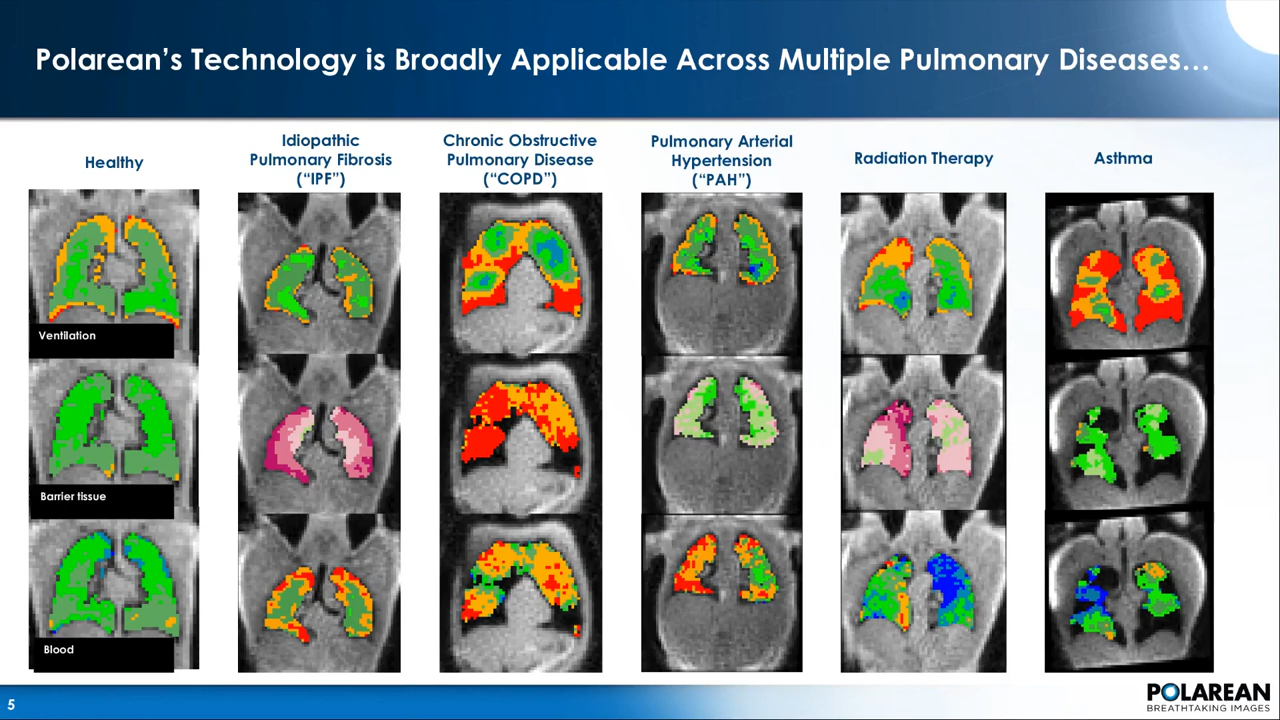 Polarean’s Technology is Broadly Applicable Across Multiple Pulmonary Diseases…
Healthy
Idiopathic
Pulmonary Fibrosis
(“IPF”)
Chronic Obstructive
Pulmonary Disease
(“COPD”)
Pulmonary Arterial
Hypertension
(“PAH”)
Radiation Therapy
Asthma
Ventilation
Barrier tissue
Blood
5
POLAREAN
BREATHTAKING IMAGES